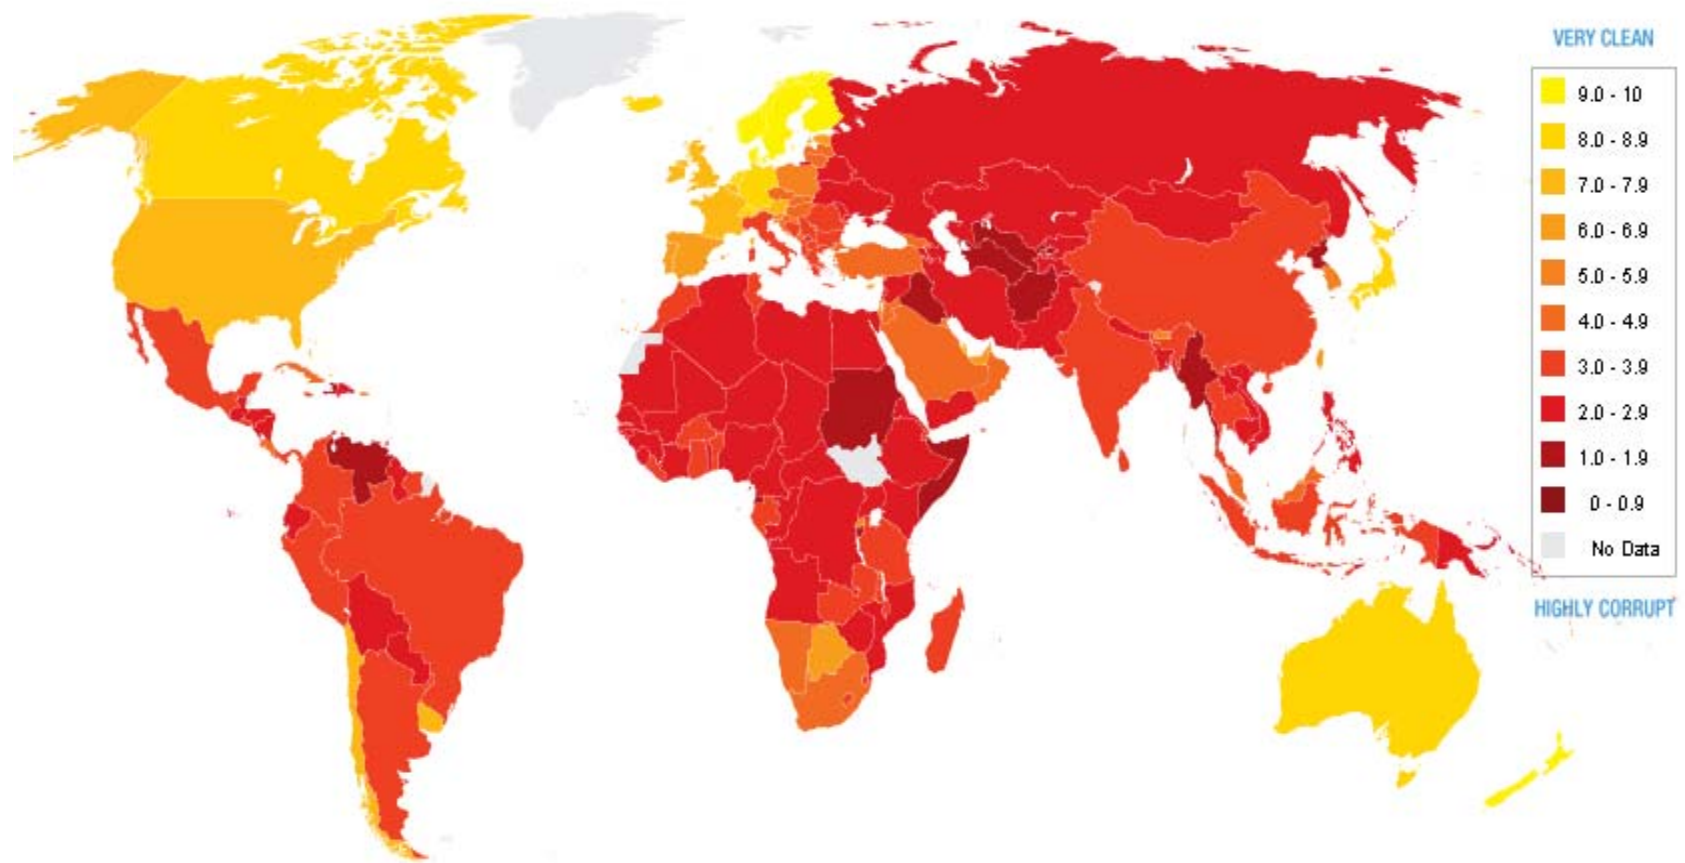 VERY CLEAN
9.0 - 10
8.0 - 8.9
7.0 - 7.9
6.0 - 6.9
5.0 - 5.9
4.0 - 4.9
3.0 - 3.9
2.0 - 2.9
1.0 - 1.9
0 - 0.9
No Data
HIGHLY CORRUPT